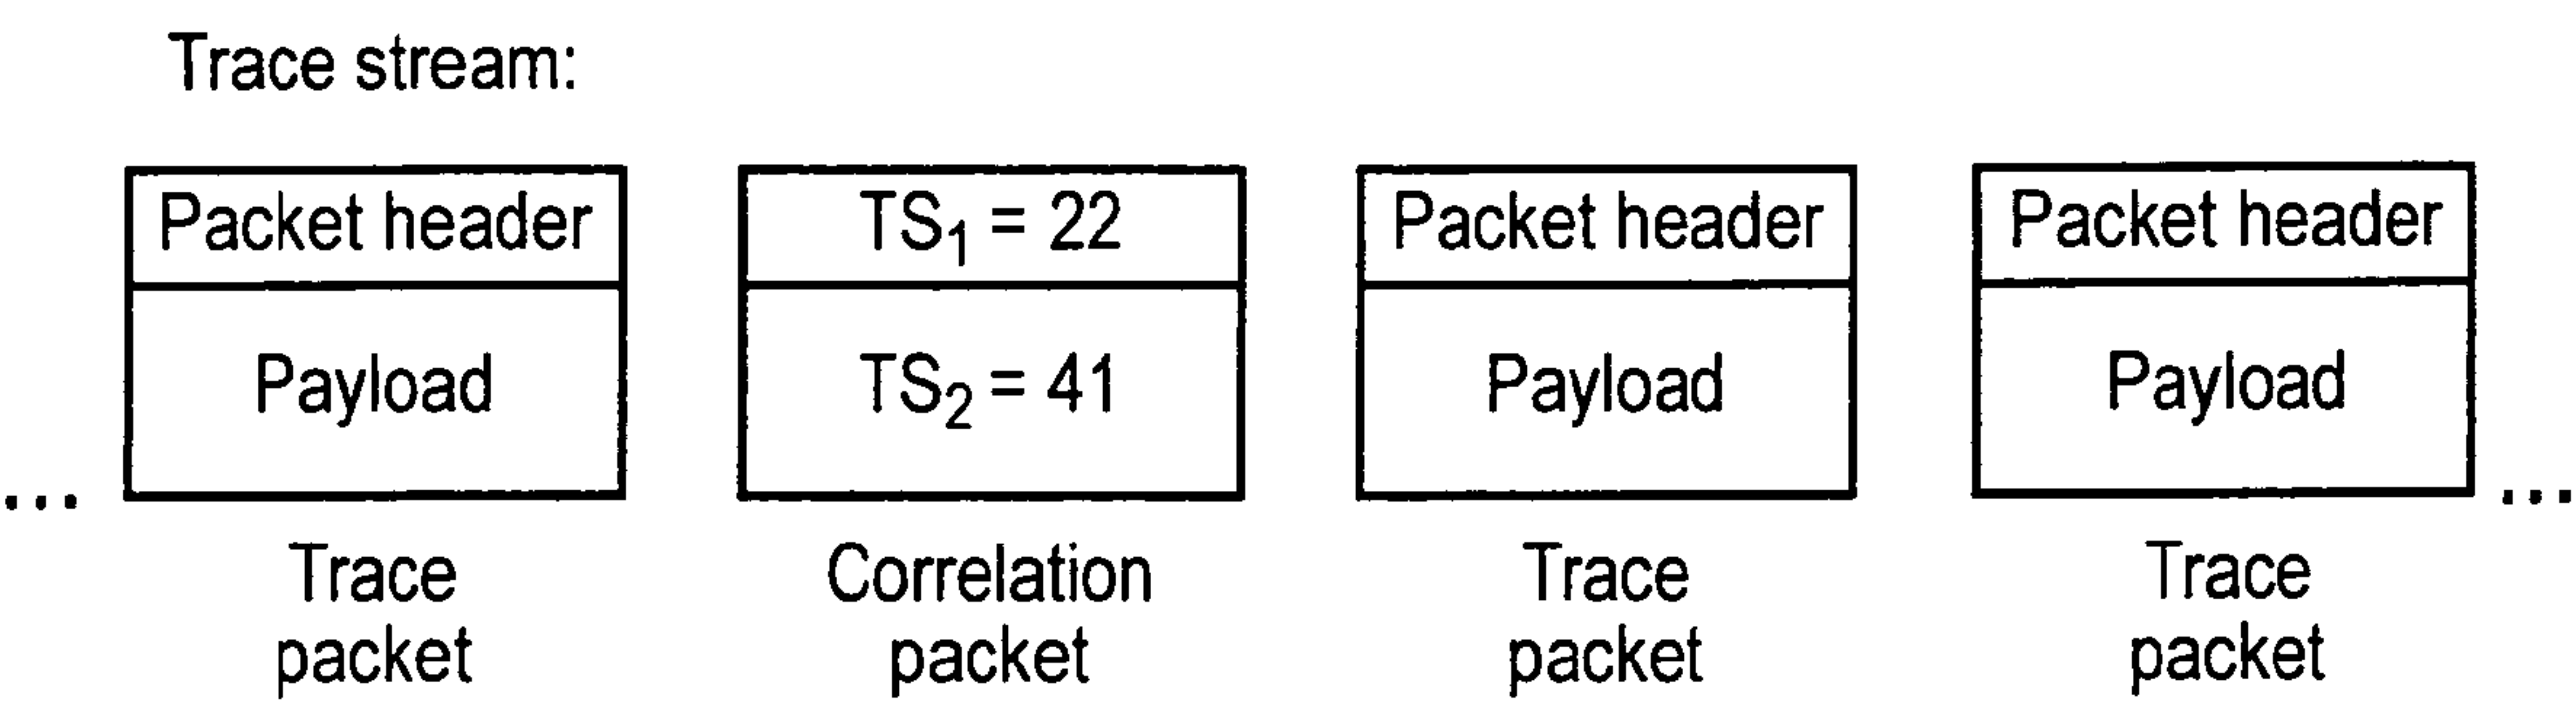 Trace stream:
Packet header
Payload
TS₁ = 22
TS₂ = 41
Packet header
Payload
Packet header
Payload
...
...
Trace
packet
Correlation
packet
Trace
packet
Trace
packet